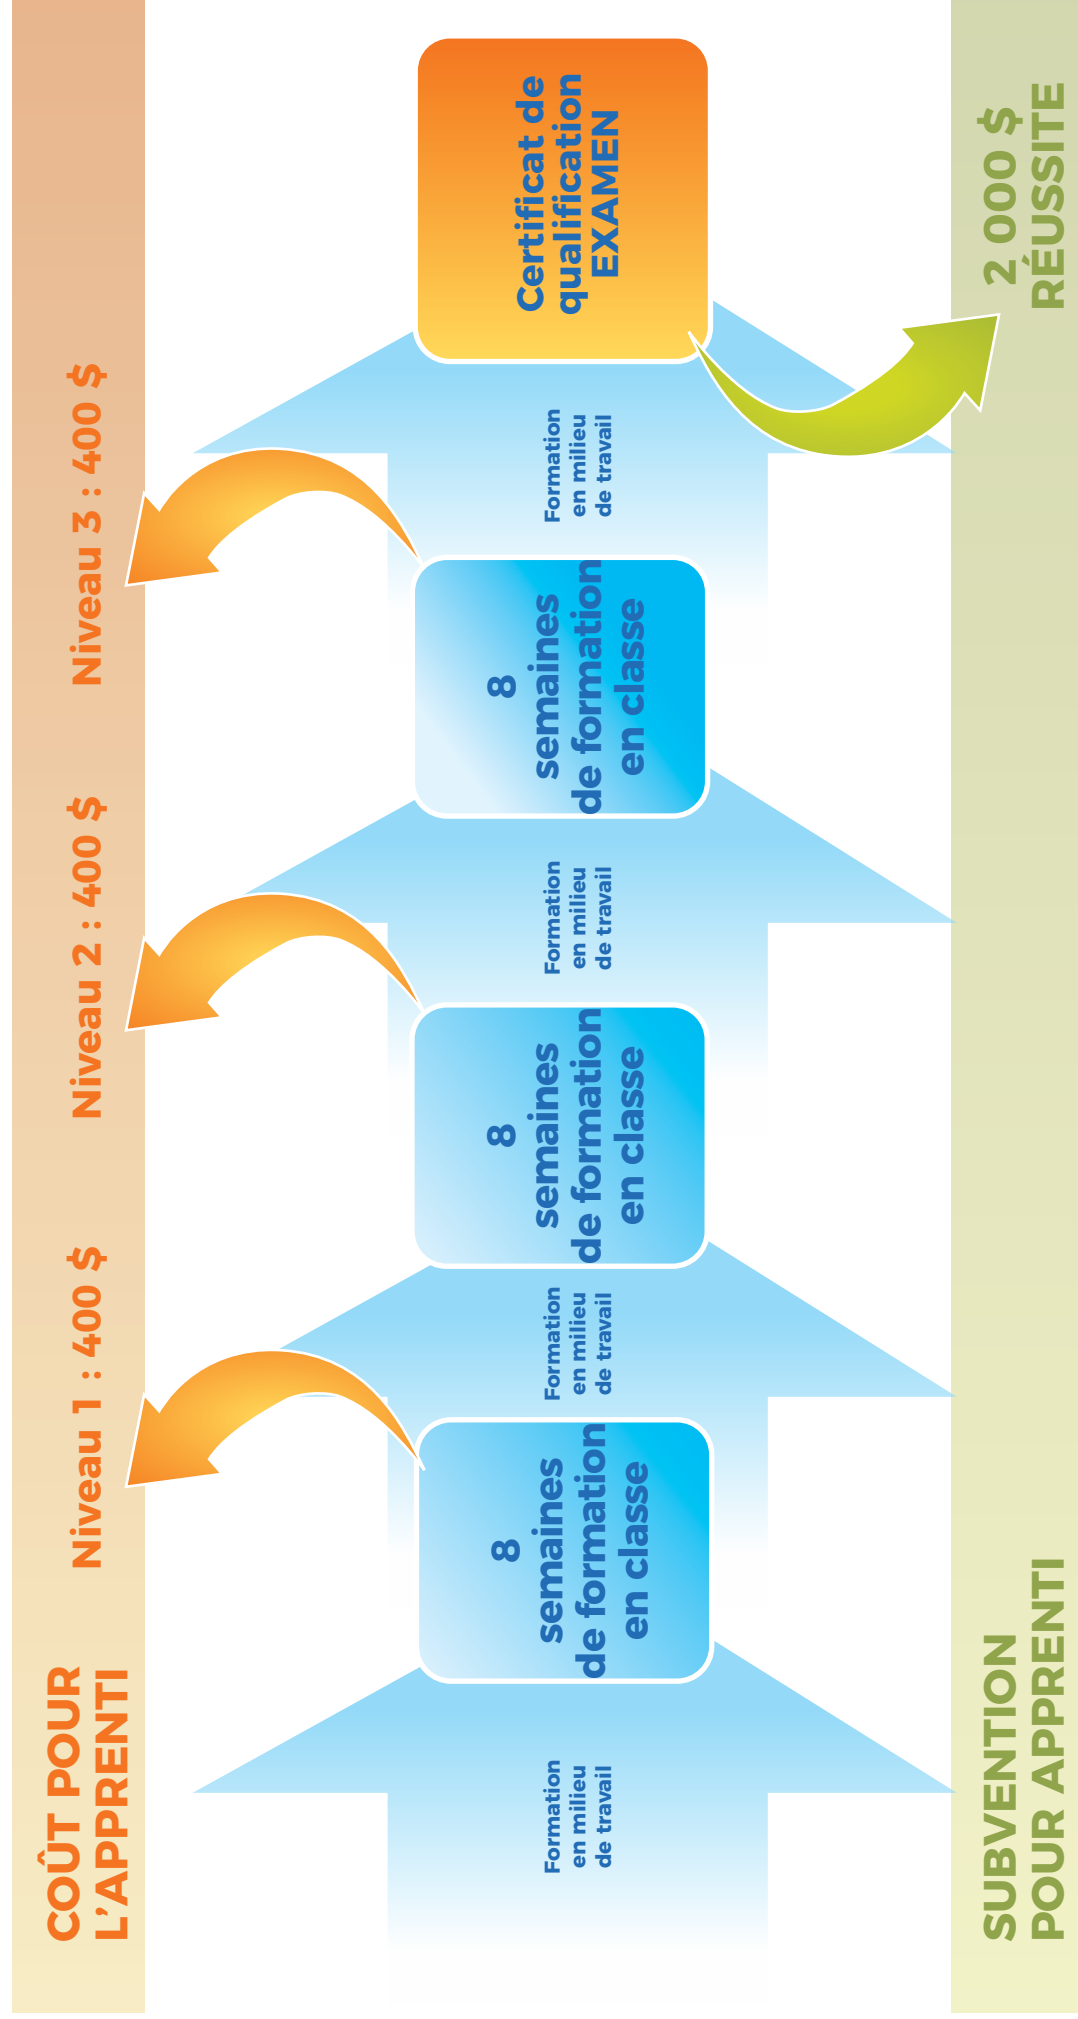 COÛT POUR
L'APPRENTI
Niveau 1 : 400 $
Niveau 2 : 400 $
Niveau 3 : 400 $
Formation
en milieu
de travail
8
semaines
de formation
en classe
Formation
en milieu
de travail
8
semaines
de formation
en classe
Formation
en milieu
de travail
8
semaines
de formation
en classe
Formation
en milieu
de travail
Certificat de
qualification
EXAMEN
SUBVENTION
POUR APPRENTI
2 000 $
RÉUSSITE